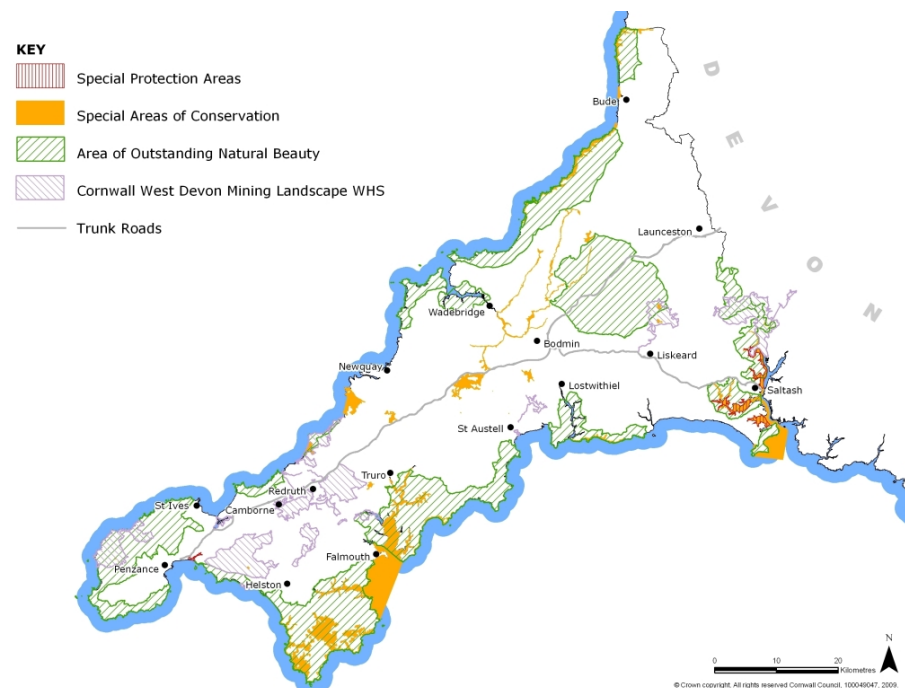 KEY
Special Protection Areas
Special Areas of Conservation
Area of Outstanding Natural Beauty
Cornwall West Devon Mining Landscape WHS
Trunk Roads
DEVON
Bude
Launceston
Wadebridge
Bodmin
Liskeard
Newquay
Lostwithiel
Saltash
St Austell
Truro
Redruth
St Ives
Camborne
Falmouth
Penzance
Helston
N
0 10 20
Kilometres
© Crown copyright. All rights reserved Cornwall Council, 100049047, 2009.